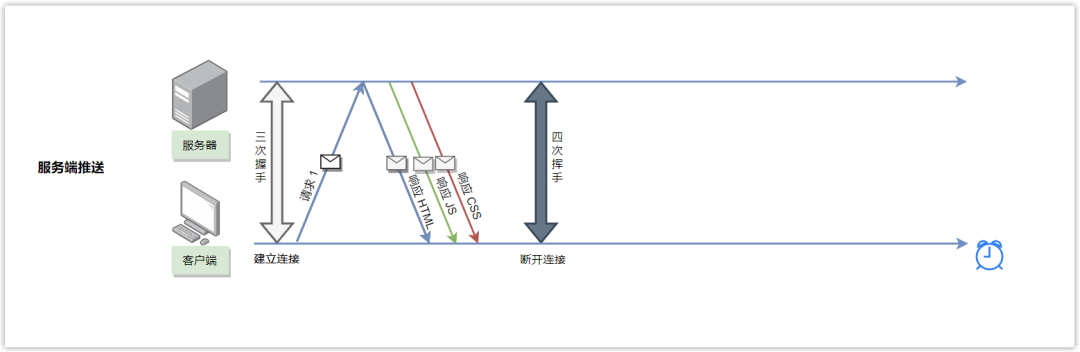 服务器
三次握手
四次挥手
服务端推送
请求 1
响应 HTML
响应 JS
响应 CSS
客户端
建立连接
断开连接